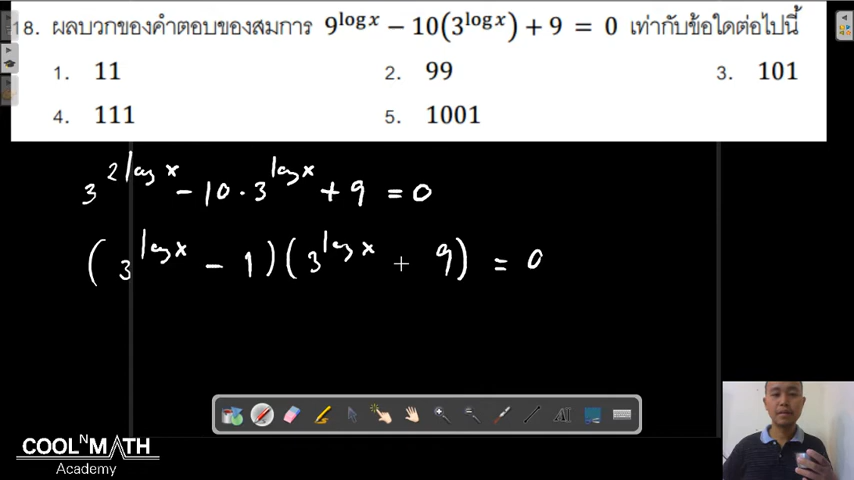 18. ผลบวกของคำตอบของสมการ 9^{log x} − 10(3^{log x}) + 9 = 0 เท่ากับข้อใดต่อไปนี้
1. 11 2. 99 3. 101
4. 111 5. 1001
3^{2 log x} - 10 · 3^{log x} + 9 = 0
(3^{log x} - 1)(3^{log x} + 9) = 0
AI
COOL N MATH
Academy